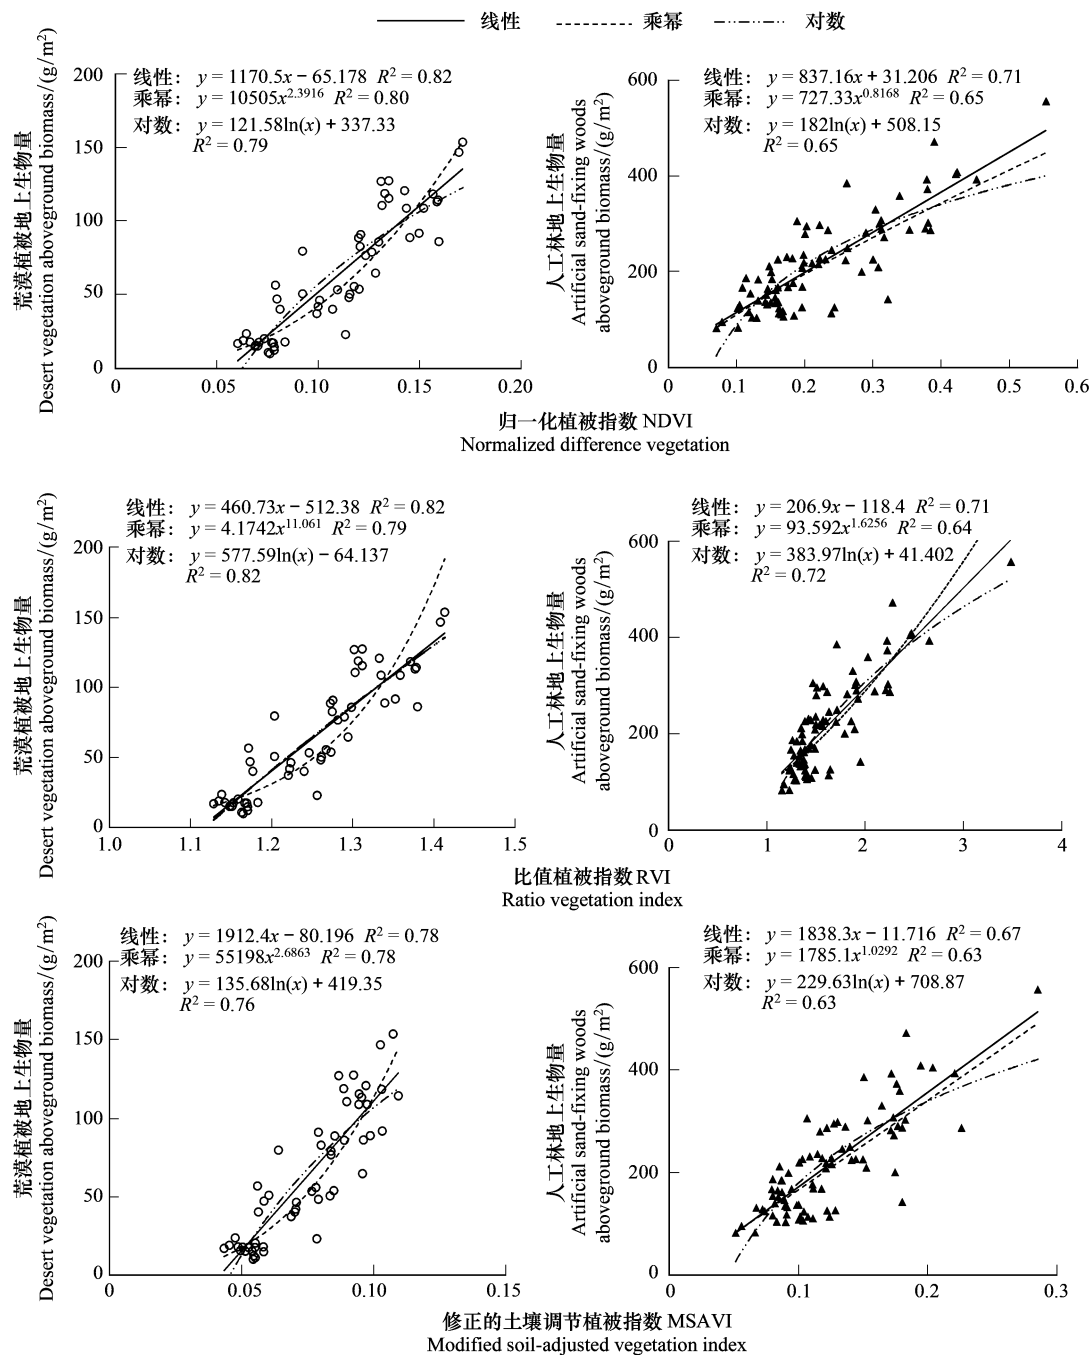 线性 乘幂 对数
线性： y = 1170.5x − 65.178 R² = 0.82
乘幂： y = 10505x^2.3916 R² = 0.80
对数： y = 121.58ln(x) + 337.33
R² = 0.79
荒漠植被地上生物量
Desert vegetation aboveground biomass/(g/m²)
200
150
100
50
0
0 0.05 0.10 0.15 0.20
线性： y = 837.16x + 31.206 R² = 0.71
乘幂： y = 727.33x^0.8168 R² = 0.65
对数： y = 182ln(x) + 508.15
R² = 0.65
人工林地上生物量
Artificial sand-fixing woods
aboveground biomass/(g/m²)
600
400
200
0
0 0.1 0.2 0.3 0.4 0.5 0.6
归一化植被指数 NDVI
Normalized difference vegetation
线性： y = 460.73x − 512.38 R² = 0.82
乘幂： y = 4.1742x^11.061 R² = 0.79
对数： y = 577.59ln(x) − 64.137
R² = 0.82
荒漠植被地上生物量
Desert vegetation aboveground biomass/(g/m²)
200
150
100
50
0
1.0 1.1 1.2 1.3 1.4 1.5
线性： y = 206.9x − 118.4 R² = 0.71
乘幂： y = 93.592x^1.6256 R² = 0.64
对数： y = 383.97ln(x) + 41.402
R² = 0.72
人工林地上生物量
Artificial sand-fixing woods
aboveground biomass/(g/m²)
600
400
200
0
0 1 2 3 4
比值植被指数 RVI
Ratio vegetation index
线性： y = 1912.4x − 80.196 R² = 0.78
乘幂： y = 55198x^2.6863 R² = 0.78
对数： y = 135.68ln(x) + 419.35
R² = 0.76
荒漠植被地上生物量
Desert vegetation aboveground biomass/(g/m²)
200
150
100
50
0
0 0.05 0.10 0.15
线性： y = 1838.3x − 11.716 R² = 0.67
乘幂： y = 1785.1x^1.0292 R² = 0.63
对数： y = 229.63ln(x) + 708.87
R² = 0.63
人工林地上生物量
Artificial sand-fixing woods
aboveground biomass/(g/m²)
600
400
200
0
0 0.1 0.2 0.3
修正的土壤调节植被指数 MSAVI
Modified soil-adjusted vegetation index